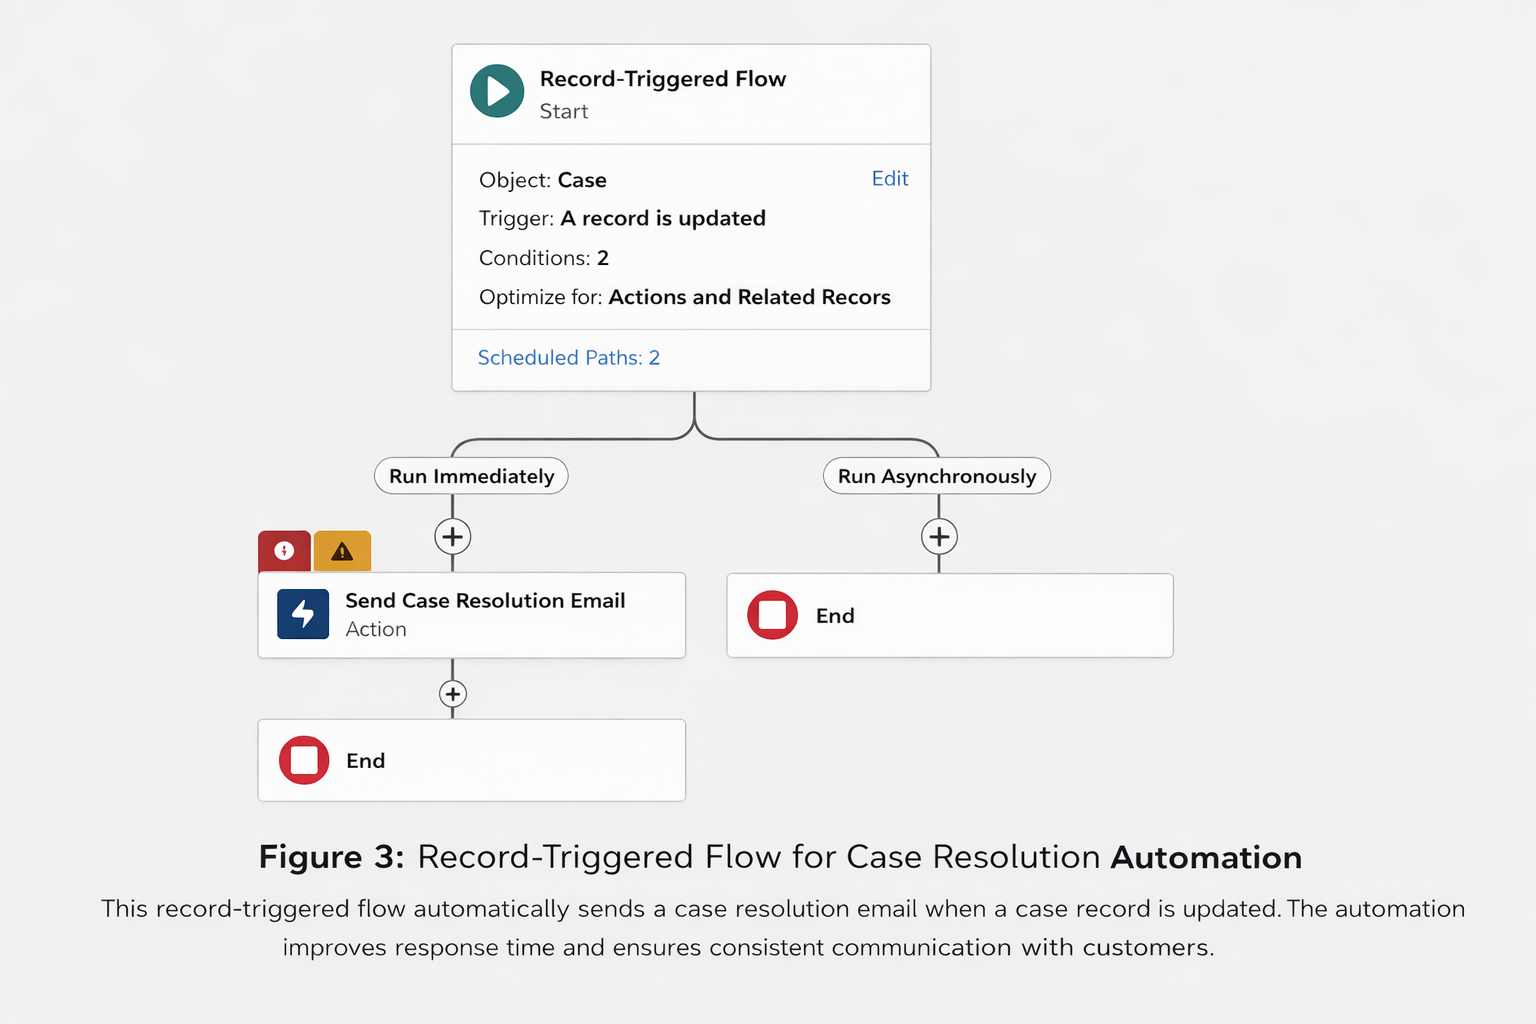 Record-Triggered Flow
Start
Object: Case
Edit
Trigger: A record is updated
Conditions: 2
Optimize for: Actions and Related Recors
Scheduled Paths: 2
Run Immediately
Run Asynchronously
Send Case Resolution Email
Action
End
End
Figure 3: Record-Triggered Flow for Case Resolution Automation
This record-triggered flow automatically sends a case resolution email when a case record is updated. The automation
improves response time and ensures consistent communication with customers.